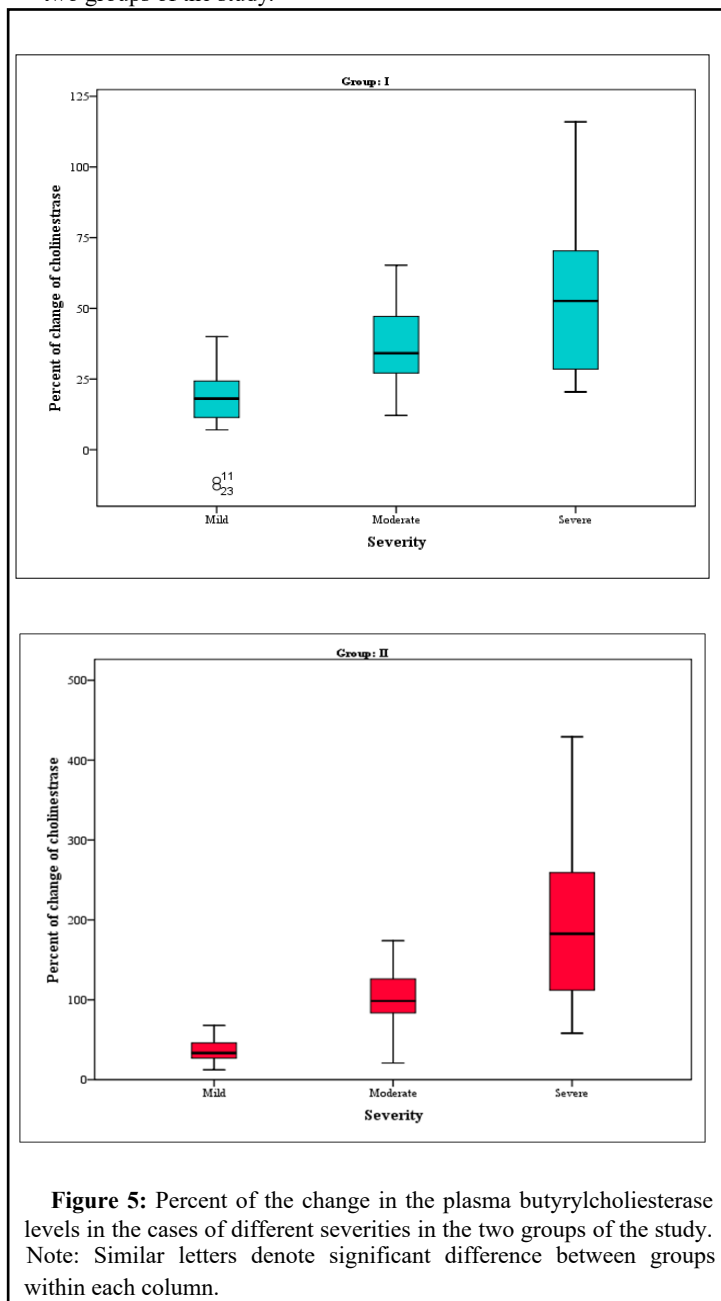 two groups of the study.
Group: I
125
100
75
50
25
0
Percent of change of cholinestrase
11
23
Mild Moderate Severe
Severity
Group: II
500
400
300
200
100
0
Percent of change of cholinestrase
Mild Moderate Severe
Severity
Figure 5: Percent of the change in the plasma butyrylcholiesterase
levels in the cases of different severities in the two groups of the study.
Note: Similar letters denote significant difference between groups
within each column.